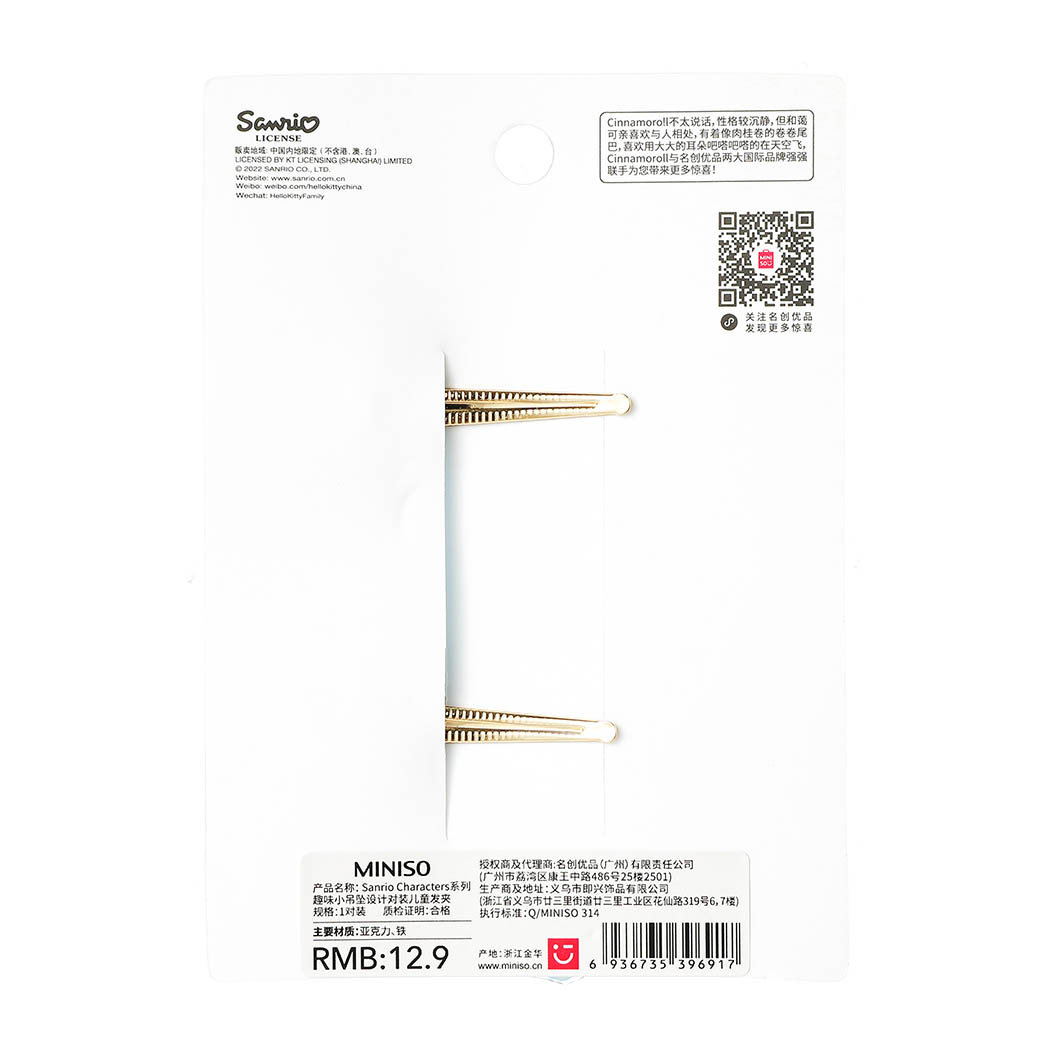 Sanrio
LICENSE
贩卖地域: 中国内地限定 (不含港、澳、台)
LICENSED BY KT LICENSING (SHANGHAI) LIMITED
© 2022 SANRIO CO., LTD.
Website: www.sanrio.com.cn
Weibo: weibo.com/hellokittychina
Wechat: HelloKittyFamily
Cinnamoroll不太说话,性格较沉静,但和蔼
可亲喜欢与人相处,有着像肉桂卷的卷卷尾
巴,喜欢用大大的耳朵吧嗒吧嗒的在天空飞,
Cinnamoroll与名创优品两大国际品牌强强
联手为您带来更多惊喜!
MINI
SO
关注名创优品
发现更多惊喜
MINISO
产品名称: Sanrio Characters系列
趣味小吊坠设计对装儿童发夹
规格:1对装 质检证明:合格
主要材质:亚克力、铁
RMB:12.9
授权商及代理商:名创优品(广州)有限责任公司
(广州市荔湾区康王中路486号25楼2501)
生产商及地址:义乌市即兴饰品有限公司
(浙江省义乌市廿三里街道廿三里工业区花仙路319号6,7楼)
执行标准:Q/MINISO 314
产地:浙江金华
www.miniso.cn
6 936735 396917